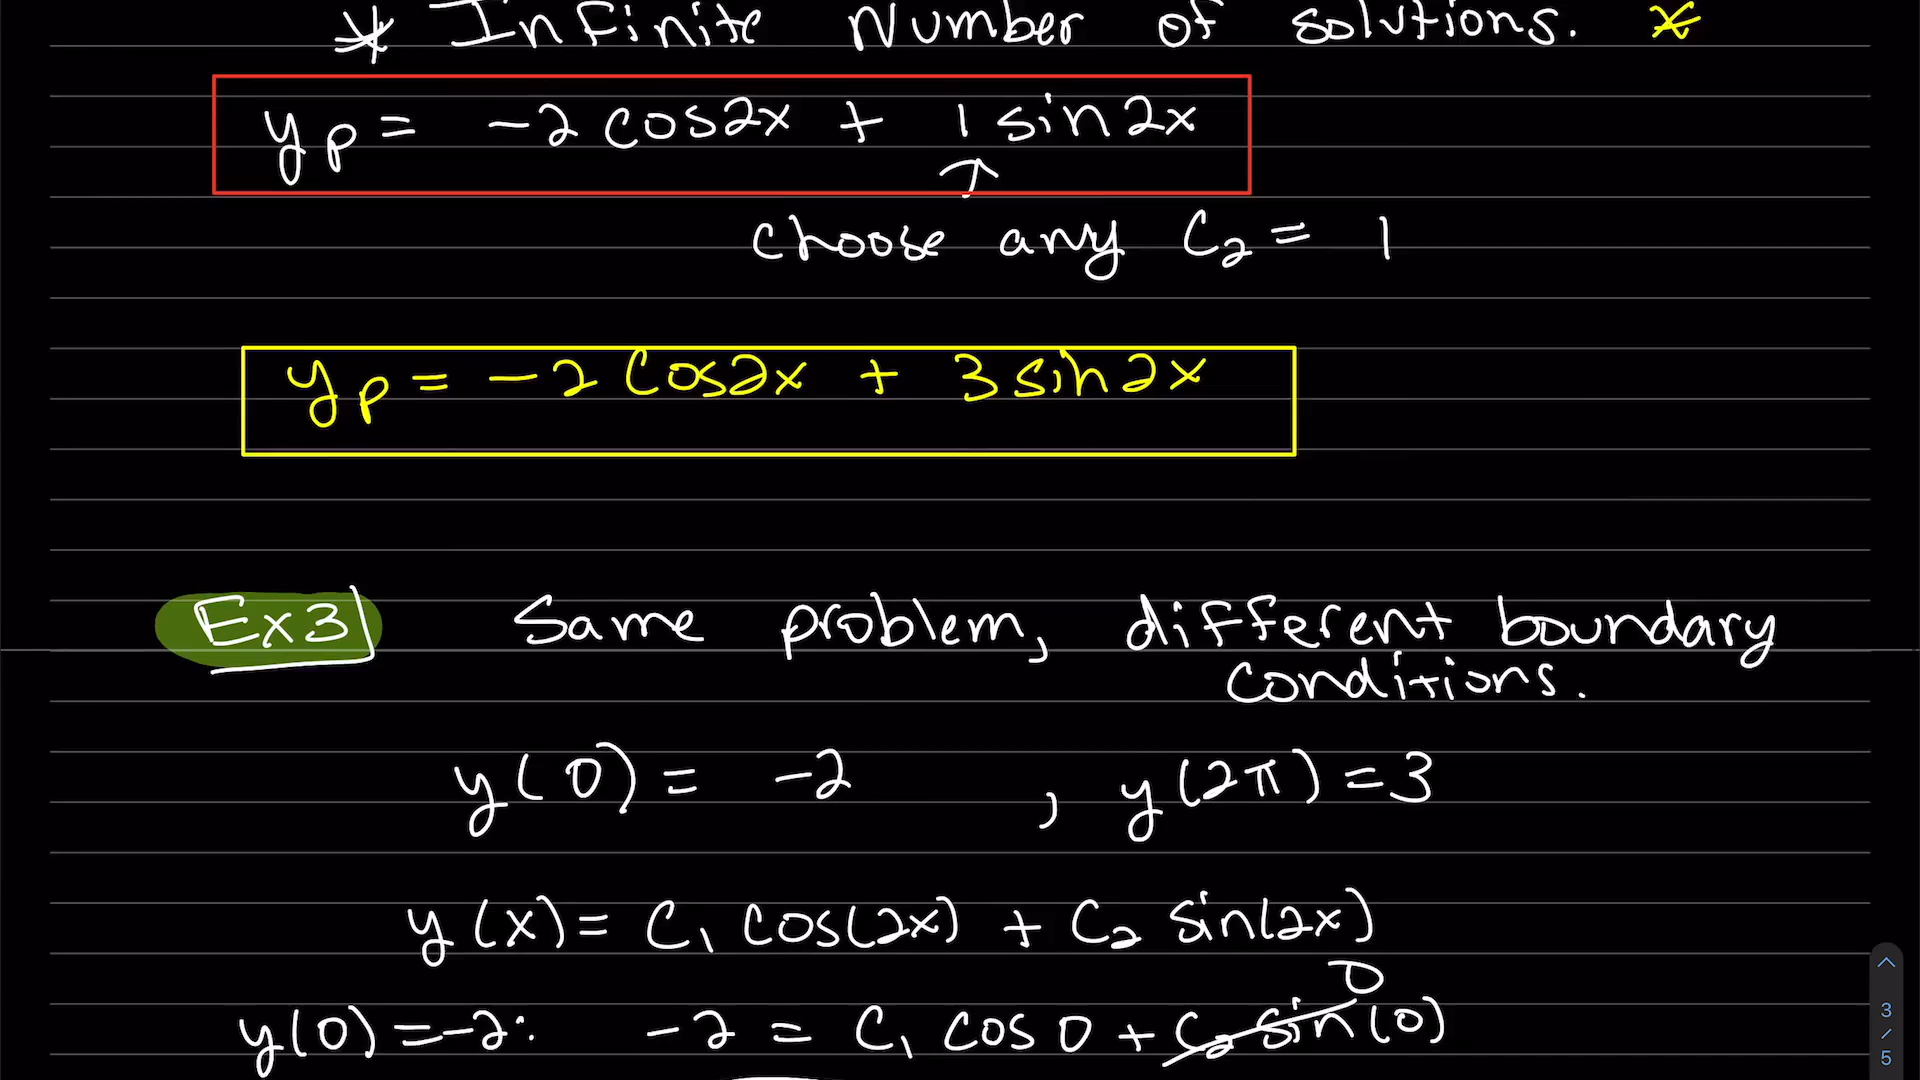 * Infinite Number of solutions. *
yp = -2 cos2x + 1 sin2x
↑
choose any C₂ = 1
yp = -2 cos2x + 3 sin2x
Ex3 Same problem, different boundary
conditions.
y(0) = -2 , y(2π) = 3
y(x) = C₁ cos(2x) + C₂ sin(2x)
0
y(0) = -2: -2 = C₁ cos 0 + C₂ sin(0)
3
/
5